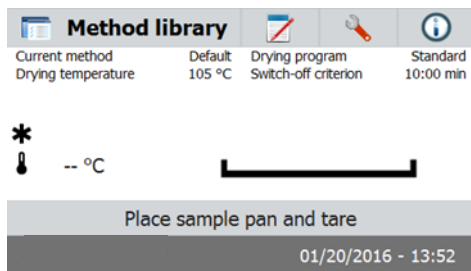 Method library
Current method Default Drying program Standard
Drying temperature 105 °C Switch-off criterion 10:00 min
-- °C
Place sample pan and tare
01/20/2016 - 13:52